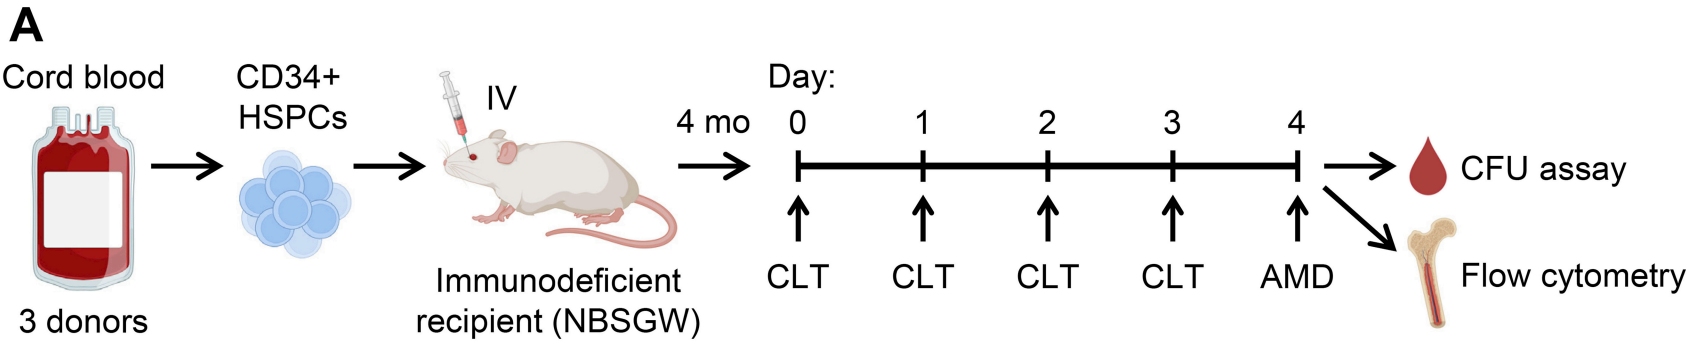 A
Cord blood
3 donors
CD34+
HSPCs
IV
Immunodeficient
recipient (NBSGW)
4 mo
Day:
0 1 2 3 4
CLT CLT CLT CLT AMD
CFU assay
Flow cytometry